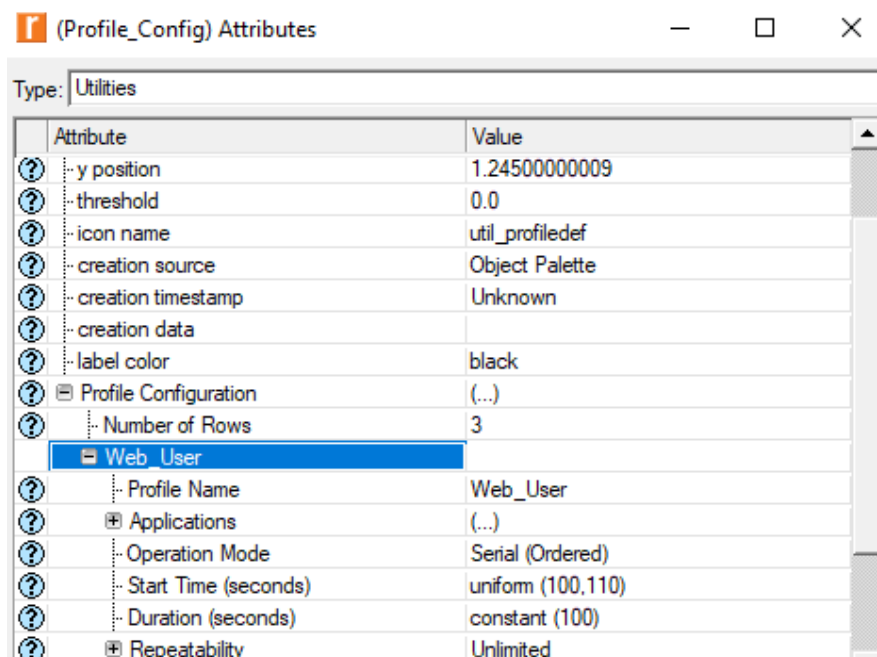 (Profile_Config) Attributes
Type: Utilities
Attribute Value
y position 1.24500000009
threshold 0.0
icon name util_profiledef
creation source Object Palette
creation timestamp Unknown
creation data
label color black
Profile Configuration (...)
Number of Rows 3
Web_User
Profile Name Web_User
Applications (...)
Operation Mode Serial (Ordered)
Start Time (seconds) uniform (100,110)
Duration (seconds) constant (100)
Repeatability Unlimited